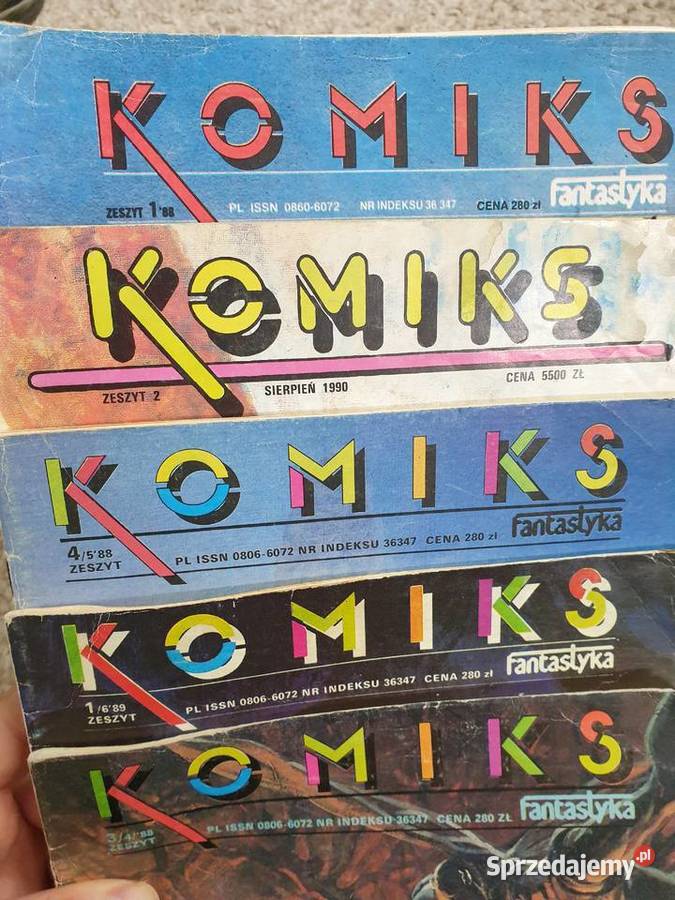 KOMIKS
fantastyka
ZESZYT 1'88 PL ISSN 0860-6072 NR INDEKSU 36 347 CENA 280 zł
KOMIKS
ZESZYT 2 SIERPIEŃ 1990 CENA 5500 ZŁ
KOMIKS
fantastyka
4/5'88 PL ISSN 0806-6072 NR INDEKSU 36347 CENA 280 zł
ZESZYT
KOMIKS
fantastyka
1/6'89 PL ISSN 0806-6072 NR INDEKSU 36347 CENA 280 zł
ZESZYT
KOMIKS
fantastyka
3/4/'88 PL ISSN 0806-6072 NR INDEKSU 36347 CENA 280 ZŁ
ZESZYT
Sprzedajemy.pl